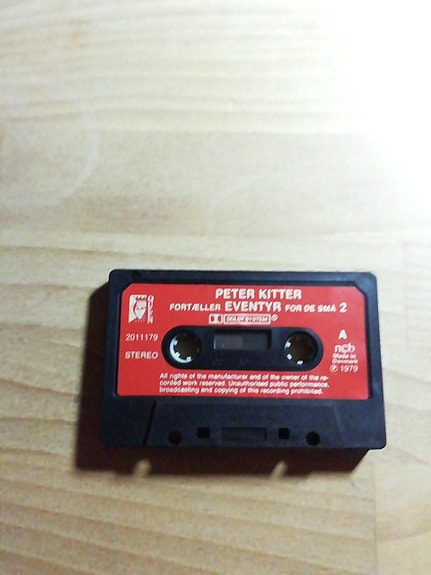 PETER KITTER
FORTÆLLER EVENTYR FOR DE SMÅ 2
DOLBY SYSTEM
2011179
A
STEREO
ncb
Made in
Denmark
℗ 1979
All rights of the manufacturer and of the owner of the re-
corded work reserved. Unauthorised public performance,
broadcasting and copying of this recording prohibited.